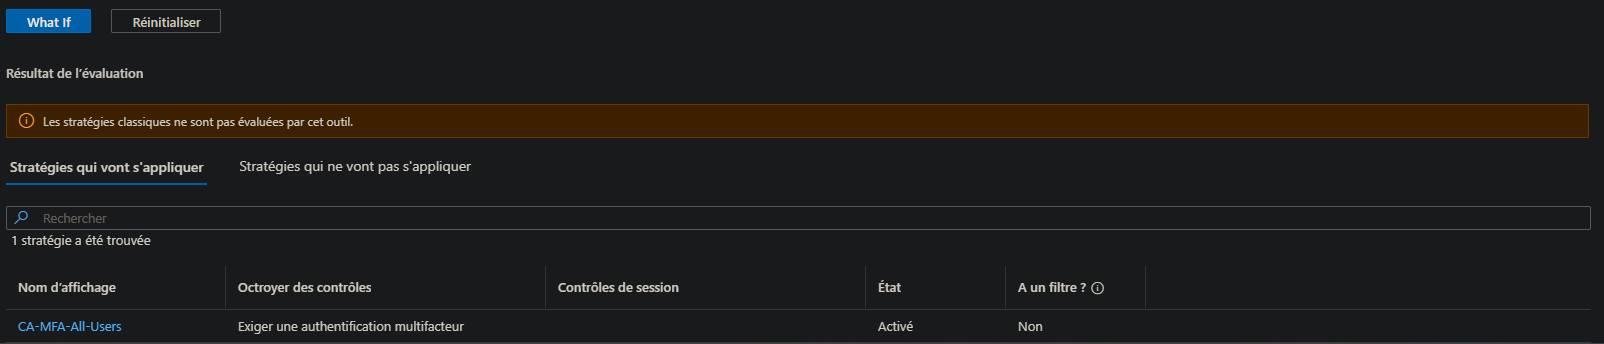 What If Réinitialiser
Résultat de l'évaluation
Les stratégies classiques ne sont pas évaluées par cet outil.
Stratégies qui vont s'appliquer Stratégies qui ne vont pas s'appliquer
Rechercher
1 stratégie a été trouvée
Nom d'affichage Octroyer des contrôles Contrôles de session État A un filtre ?
CA-MFA-All-Users Exiger une authentification multifacteur Activé Non